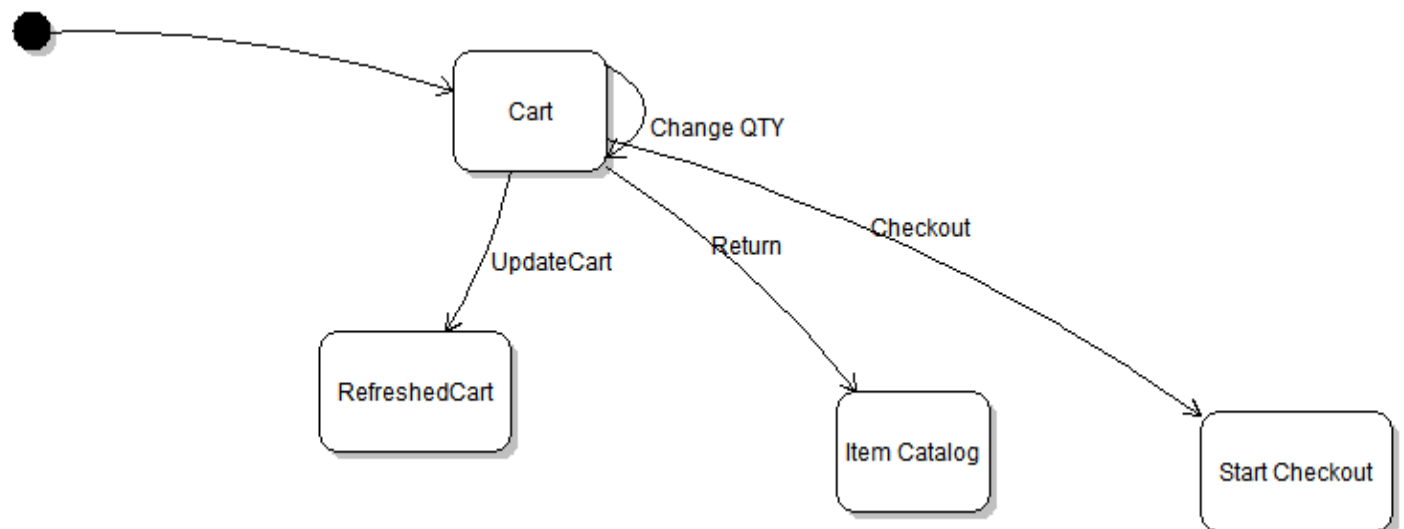 Cart
Change QTY
Checkout
Return
UpdateCart
RefreshedCart
Item Catalog
Start Checkout